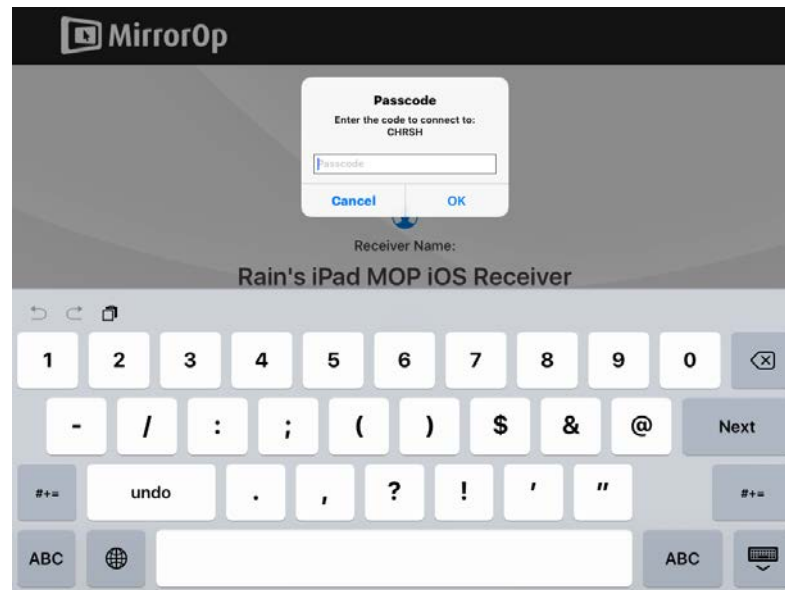 MirrorOp
Passcode
Enter the code to connect to:
CHRSH
Passcode
Cancel OK
Receiver Name:
Rain's iPad MOP iOS Receiver
1 2 3 4 5 6 7 8 9 0
- / : ; ( ) $ & @ Next
#+= undo . , ? ! ' " #+=
ABC ABC